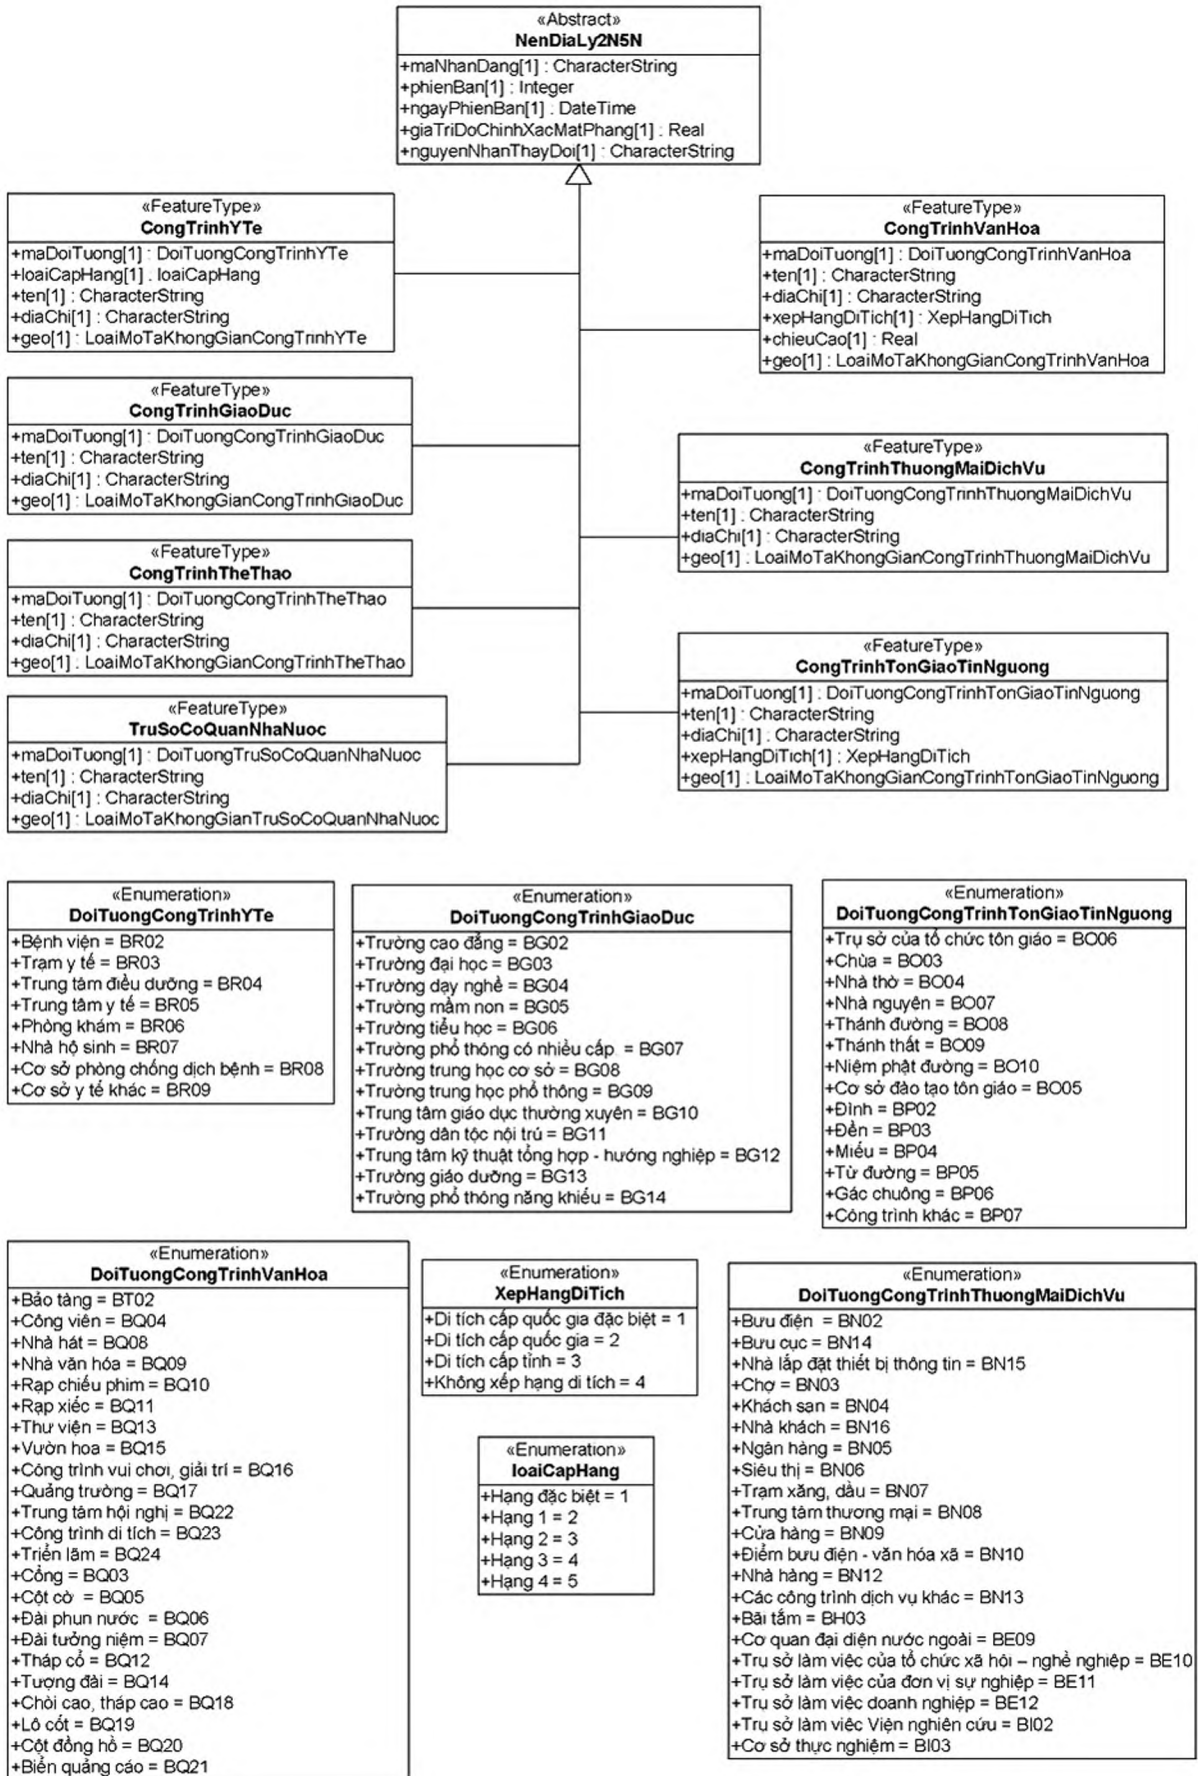 «Abstract»
NenDiaLy2N5N
+maNhanDang[1] : CharacterString
+phienBan[1] : Integer
+ngayPhienBan[1] : DateTime
+giaTriDoChinhXacMatPhang[1] : Real
+nguyenNhanThayDoi[1] : CharacterString
«FeatureType»
CongTrinhYTe
+maDoiTuong[1] : DoiTuongCongTrinhYTe
+loaiCapHang[1] : loaiCapHang
+ten[1] : CharacterString
+diaChi[1] : CharacterString
+geo[1] : LoaiMoTaKhongGianCongTrinhYTe
«FeatureType»
CongTrinhVanHoa
+maDoiTuong[1] : DoiTuongCongTrinhVanHoa
+ten[1] : CharacterString
+diaChi[1] : CharacterString
+xepHangDiTich[1] : XepHangDiTich
+chieuCao[1] : Real
+geo[1] : LoaiMoTaKhongGianCongTrinhVanHoa
«FeatureType»
CongTrinhGiaoDuc
+maDoiTuong[1] : DoiTuongCongTrinhGiaoDuc
+ten[1] : CharacterString
+diaChi[1] : CharacterString
+geo[1] : LoaiMoTaKhongGianCongTrinhGiaoDuc
«FeatureType»
CongTrinhThuongMaiDichVu
+maDoiTuong[1] : DoiTuongCongTrinhThuongMaiDichVu
+ten[1] : CharacterString
+diaChi[1] : CharacterString
+geo[1] : LoaiMoTaKhongGianCongTrinhThuongMaiDichVu
«FeatureType»
CongTrinhTheThao
+maDoiTuong[1] : DoiTuongCongTrinhTheThao
+ten[1] : CharacterString
+diaChi[1] : CharacterString
+geo[1] : LoaiMoTaKhongGianCongTrinhTheThao
«FeatureType»
CongTrinhTonGiaoTinNguong
+maDoiTuong[1] : DoiTuongCongTrinhTonGiaoTinNguong
+ten[1] : CharacterString
+diaChi[1] : CharacterString
+xepHangDiTich[1] : XepHangDiTich
+geo[1] : LoaiMoTaKhongGianCongTrinhTonGiaoTinNguong
«FeatureType»
TruSoCoQuanNhaNuoc
+maDoiTuong[1] : DoiTuongTruSoCoQuanNhaNuoc
+ten[1] : CharacterString
+diaChi[1] : CharacterString
+geo[1] : LoaiMoTaKhongGianTruSoCoQuanNhaNuoc
«Enumeration»
DoiTuongCongTrinhYTe
+Bệnh viện = BR02
+Trạm y tế = BR03
+Trung tâm điều dưỡng = BR04
+Trung tâm y tế = BR05
+Phòng khám = BR06
+Nhà hộ sinh = BR07
+Cơ sở phòng chống dịch bệnh = BR08
+Cơ sở y tế khác = BR09
«Enumeration»
DoiTuongCongTrinhGiaoDuc
+Trường cao đẳng = BG02
+Trường đại học = BG03
+Trường dạy nghề = BG04
+Trường mầm non = BG05
+Trường tiểu học = BG06
+Trường phổ thông có nhiều cấp = BG07
+Trường trung học cơ sở = BG08
+Trường trung học phổ thông = BG09
+Trung tâm giáo dục thường xuyên = BG10
+Trường dân tộc nội trú = BG11
+Trung tâm kỹ thuật tổng hợp - hướng nghiệp = BG12
+Trường giáo dưỡng = BG13
+Trường phổ thông năng khiếu = BG14
«Enumeration»
DoiTuongCongTrinhTonGiaoTinNguong
+Trụ sở của tổ chức tôn giáo = BO06
+Chùa = BO03
+Nhà thờ = BO04
+Nhà nguyện = BO07
+Thánh đường = BO08
+Thánh thất = BO09
+Niệm phật đường = BO10
+Cơ sở đào tạo tôn giáo = BO05
+Đình = BP02
+Đền = BP03
+Miếu = BP04
+Từ đường = BP05
+Gác chuông = BP06
+Công trình khác = BP07
«Enumeration»
DoiTuongCongTrinhVanHoa
+Bảo tàng = BT02
+Công viên = BQ04
+Nhà hát = BQ08
+Nhà văn hóa = BQ09
+Rạp chiếu phim = BQ10
+Rạp xiếc = BQ11
+Thư viện = BQ13
+Vườn hoa = BQ15
+Công trình vui chơi, giải trí = BQ16
+Quảng trường = BQ17
+Trung tâm hội nghị = BQ22
+Công trình di tích = BQ23
+Triển lãm = BQ24
+Cổng = BQ03
+Cột cờ = BQ05
+Đài phun nước = BQ06
+Đài tưởng niệm = BQ07
+Tháp cổ = BQ12
+Tượng đài = BQ14
+Chòi cao, tháp cao = BQ18
+Lô cốt = BQ19
+Cột đồng hồ = BQ20
+Biển quảng cáo = BQ21
«Enumeration»
XepHangDiTich
+Di tích cấp quốc gia đặc biệt = 1
+Di tích cấp quốc gia = 2
+Di tích cấp tỉnh = 3
+Không xếp hạng di tích = 4
«Enumeration»
loaiCapHang
+Hạng đặc biệt = 1
+Hạng 1 = 2
+Hạng 2 = 3
+Hạng 3 = 4
+Hạng 4 = 5
«Enumeration»
DoiTuongCongTrinhThuongMaiDichVu
+Bưu điện = BN02
+Bưu cục = BN14
+Nhà lắp đặt thiết bị thông tin = BN15
+Chợ = BN03
+Khách sạn = BN04
+Nhà khách = BN16
+Ngân hàng = BN05
+Siêu thị = BN06
+Trạm xăng, dầu = BN07
+Trung tâm thương mại = BN08
+Cửa hàng = BN09
+Điểm bưu điện - văn hóa xã = BN10
+Nhà hàng = BN12
+Các công trình dịch vụ khác = BN13
+Bãi tắm = BH03
+Cơ quan đại diện nước ngoài = BE09
+Trụ sở làm việc của tổ chức xã hội – nghề nghiệp = BE10
+Trụ sở làm việc của đơn vị sự nghiệp = BE11
+Trụ sở làm việc doanh nghiệp = BE12
+Trụ sở làm việc Viện nghiên cứu = BI02
+Cơ sở thực nghiệm = BI03